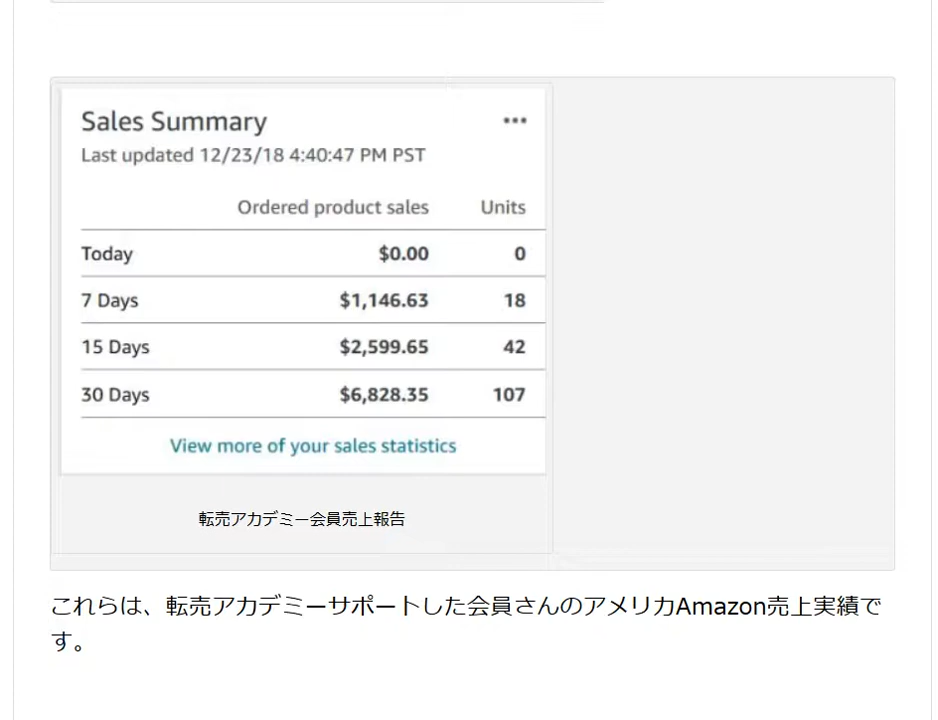 Sales Summary
•••
Last updated 12/23/18 4:40:47 PM PST
Ordered product sales Units
Today $0.00 0
7 Days $1,146.63 18
15 Days $2,599.65 42
30 Days $6,828.35 107
View more of your sales statistics
転売アカデミー会員売上報告
これらは、転売アカデミーサポートした会員さんのアメリカAmazon売上実績で
す。